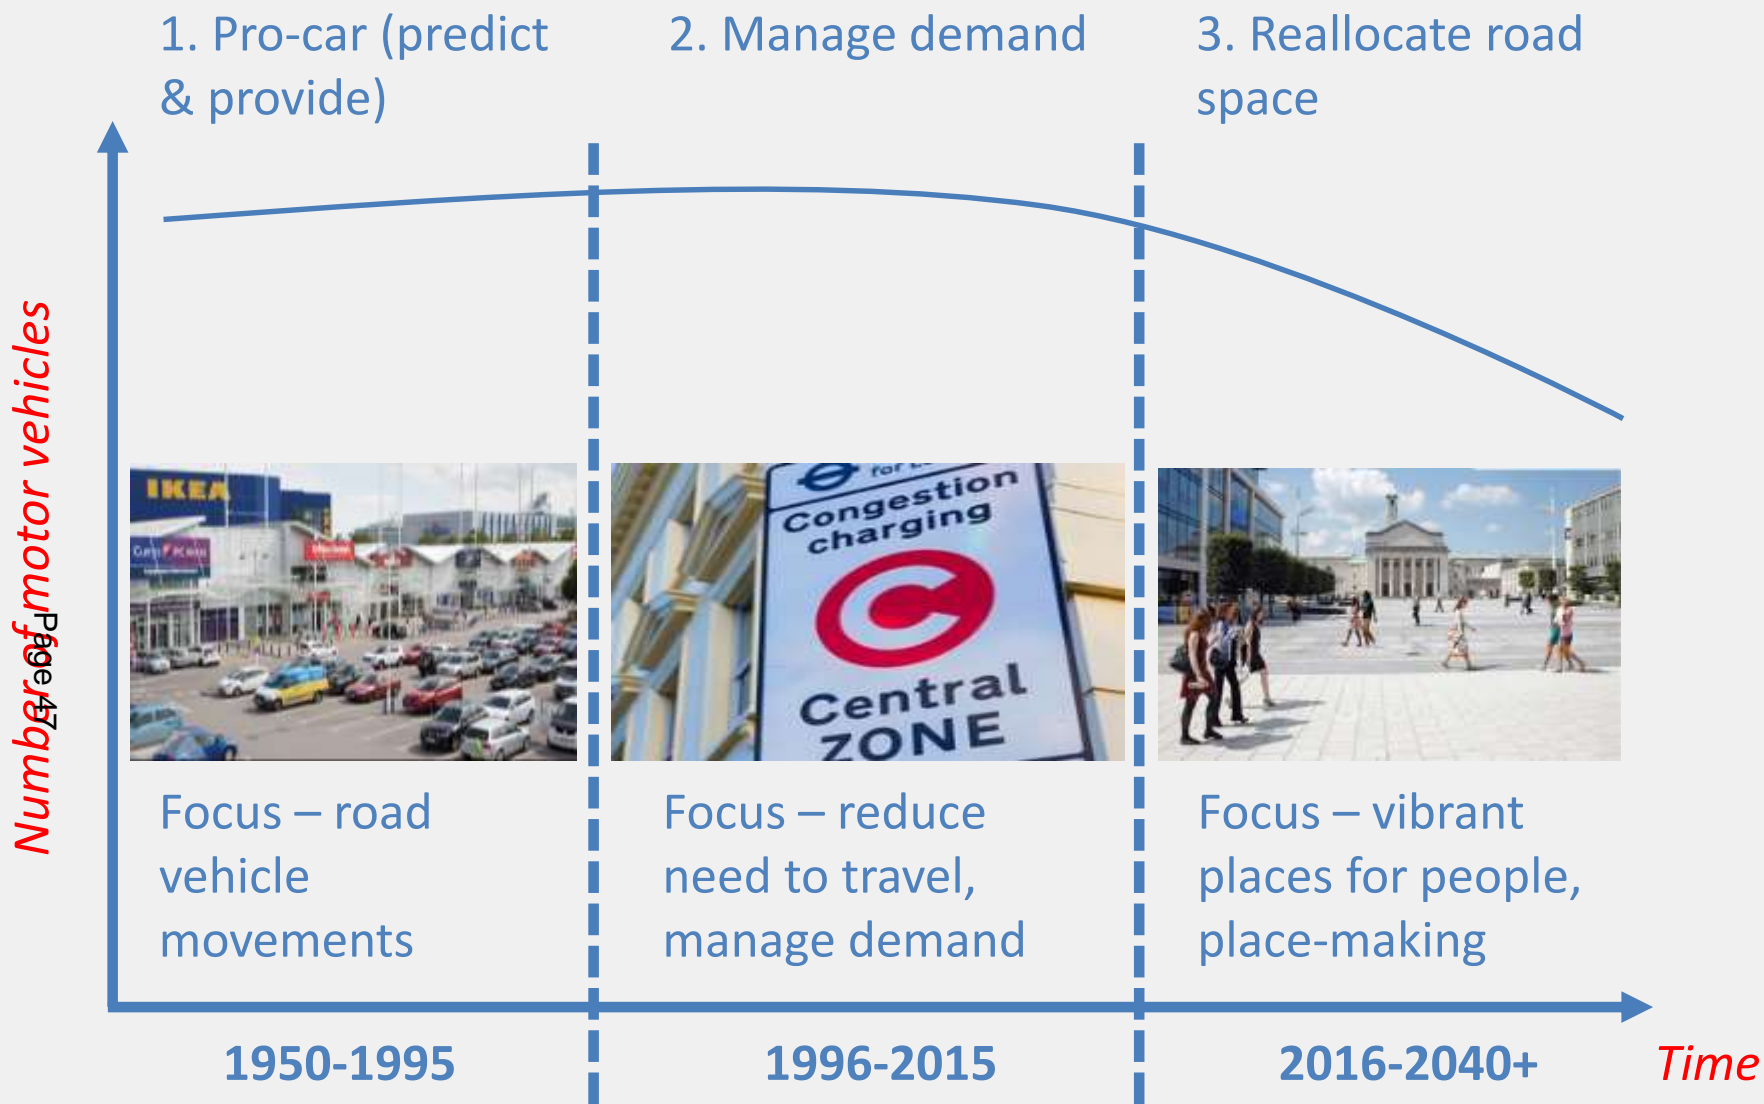 1. Pro-car (predict
& provide)
2. Manage demand
3. Reallocate road
space
Number of motor vehicles
Page 47
IKEA
for
Congestion
charging
C
Central
ZONE
Focus – road
vehicle
movements
Focus – reduce
need to travel,
manage demand
Focus – vibrant
places for people,
place-making
1950-1995
1996-2015
2016-2040+
Time